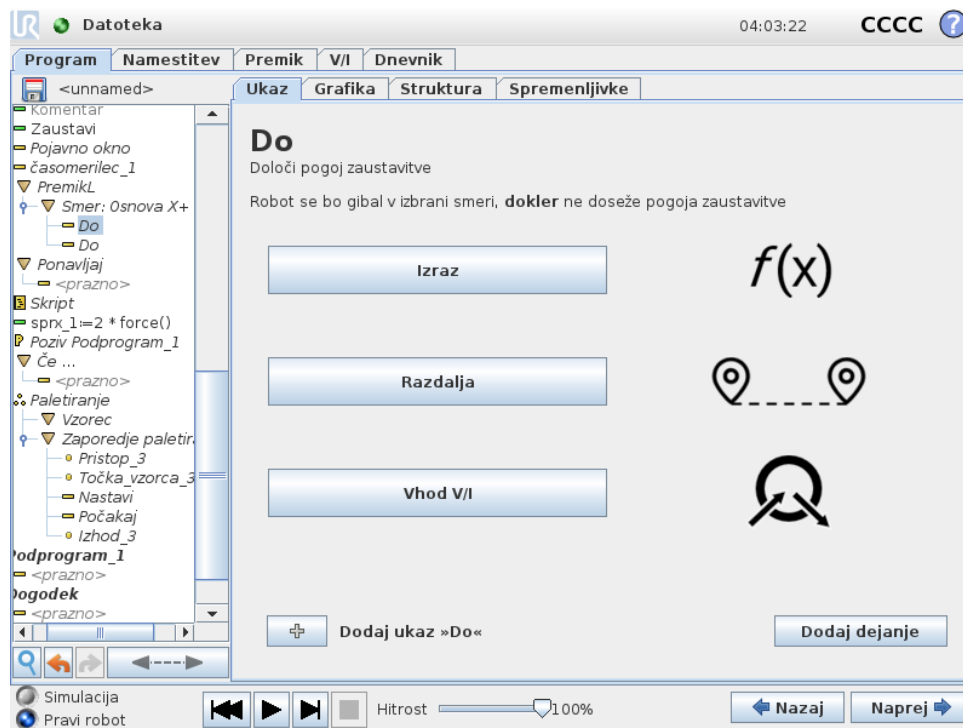 UR Datoteka 04:03:22 CCCC ?
Program Namestitev Premik V/I Dnevnik
<unnamed>
Ukaz Grafika Struktura Spremenljivke
Komentar
Zaustavi
Pojavno okno
časomerilec_1
PremikL
Smer: Osnova X+
Do
Do
Ponavljaj
<prazno>
Skript
sprx_1:=2 * force()
Poziv Podprogram_1
Če ...
<prazno>
Paletiranje
Vzorec
Zaporedje paletir
Pristop_3
Točka_vzorca_3
Nastavi
Počakaj
Izhod_3
Podprogram_1
<prazno>
Dogodek
<prazno>
Do
Določi pogoj zaustavitve
Robot se bo gibal v izbrani smeri, dokler ne doseže pogoja zaustavitve
Izraz f(x)
Razdalja
Vhod V/I
Dodaj ukaz »Do« Dodaj dejanje
Simulacija
Pravi robot
Hitrost 100%
Nazaj Naprej